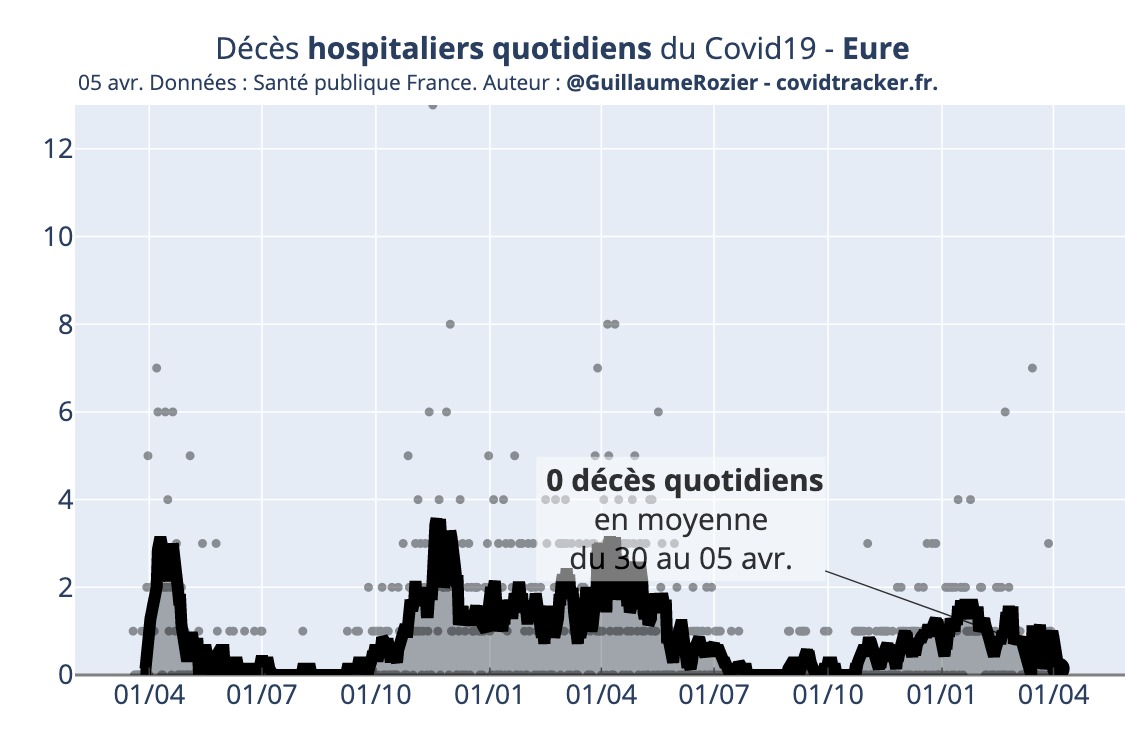 Décès hospitaliers quotidiens du Covid19 - Eure
05 avr. Données : Santé publique France. Auteur : @GuillaumeRozier - covidtracker.fr.
12
10
8
6
4
2
0
0 décès quotidiens
en moyenne
du 30 au 05 avr.
01/04 01/07 01/10 01/01 01/04 01/07 01/10 01/01 01/04